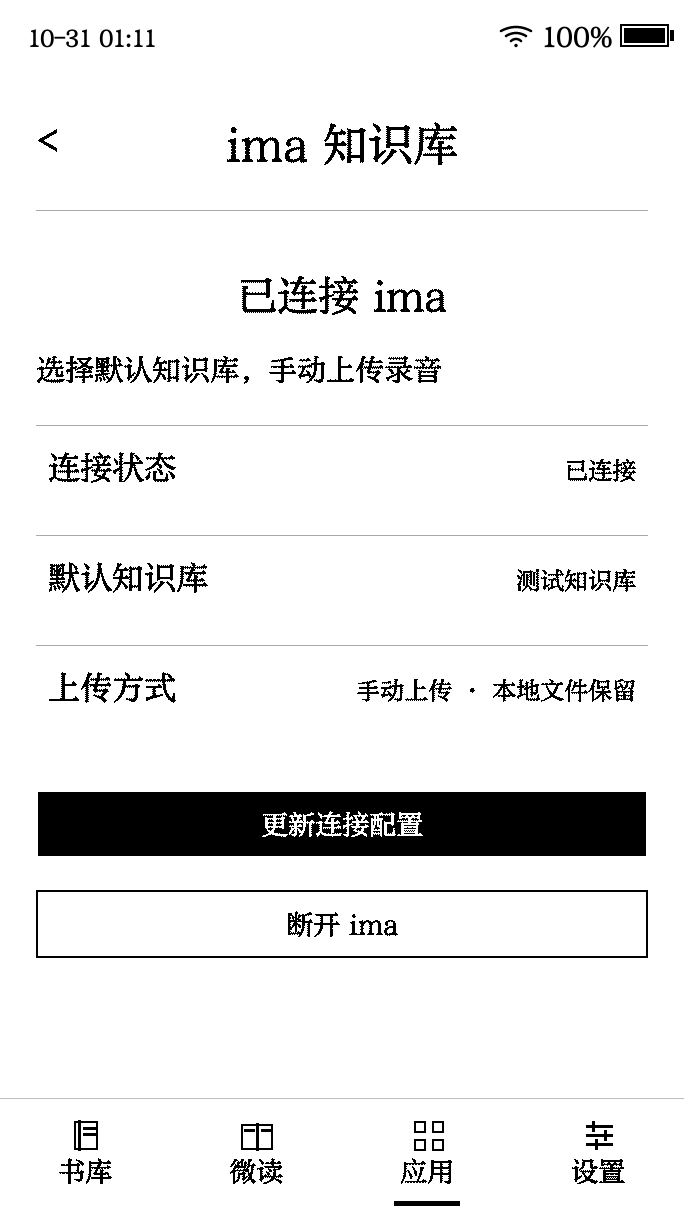 10-31 01:11 100%
< ima 知识库
已连接 ima
选择默认知识库，手动上传录音
连接状态 已连接
默认知识库 测试知识库
上传方式 手动上传 · 本地文件保留
更新连接配置
断开 ima
书库 微读 应用 设置